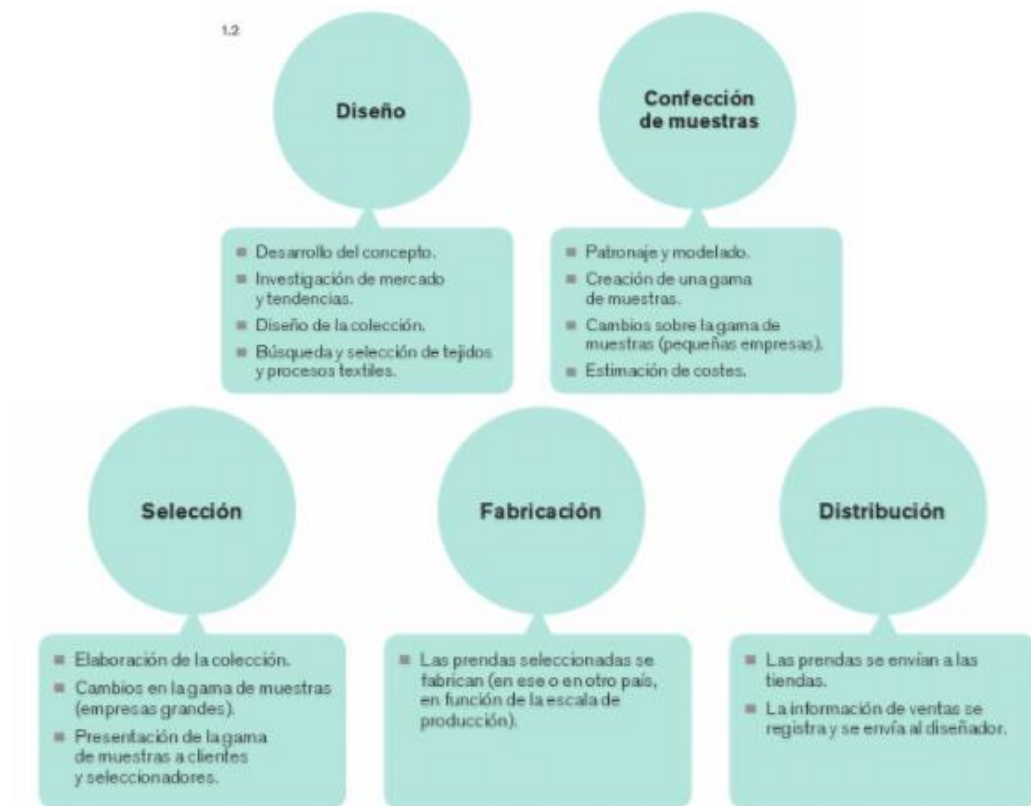 1.2
Diseño
Confección
de muestras
■ Desarrollo del concepto.
■ Investigación de mercado
y tendencias.
■ Diseño de la colección.
■ Búsqueda y selección de tejidos
y procesos textiles.
■ Patronaje y modelado.
■ Creación de una gama
de muestras.
■ Cambios sobre la gama de
muestras (pequeñas empresas).
■ Estimación de costes.
Selección
Fabricación
Distribución
■ Elaboración de la colección.
■ Cambios en la gama de muestras
(empresas grandes).
■ Presentación de la gama
de muestras a clientes
y seleccionadores.
■ Las prendas seleccionadas se
fabrican (en ese o en otro país,
en función de la escala de
producción).
■ Las prendas se envían a las
tiendas.
■ La información de ventas se
registra y se envía al diseñador.